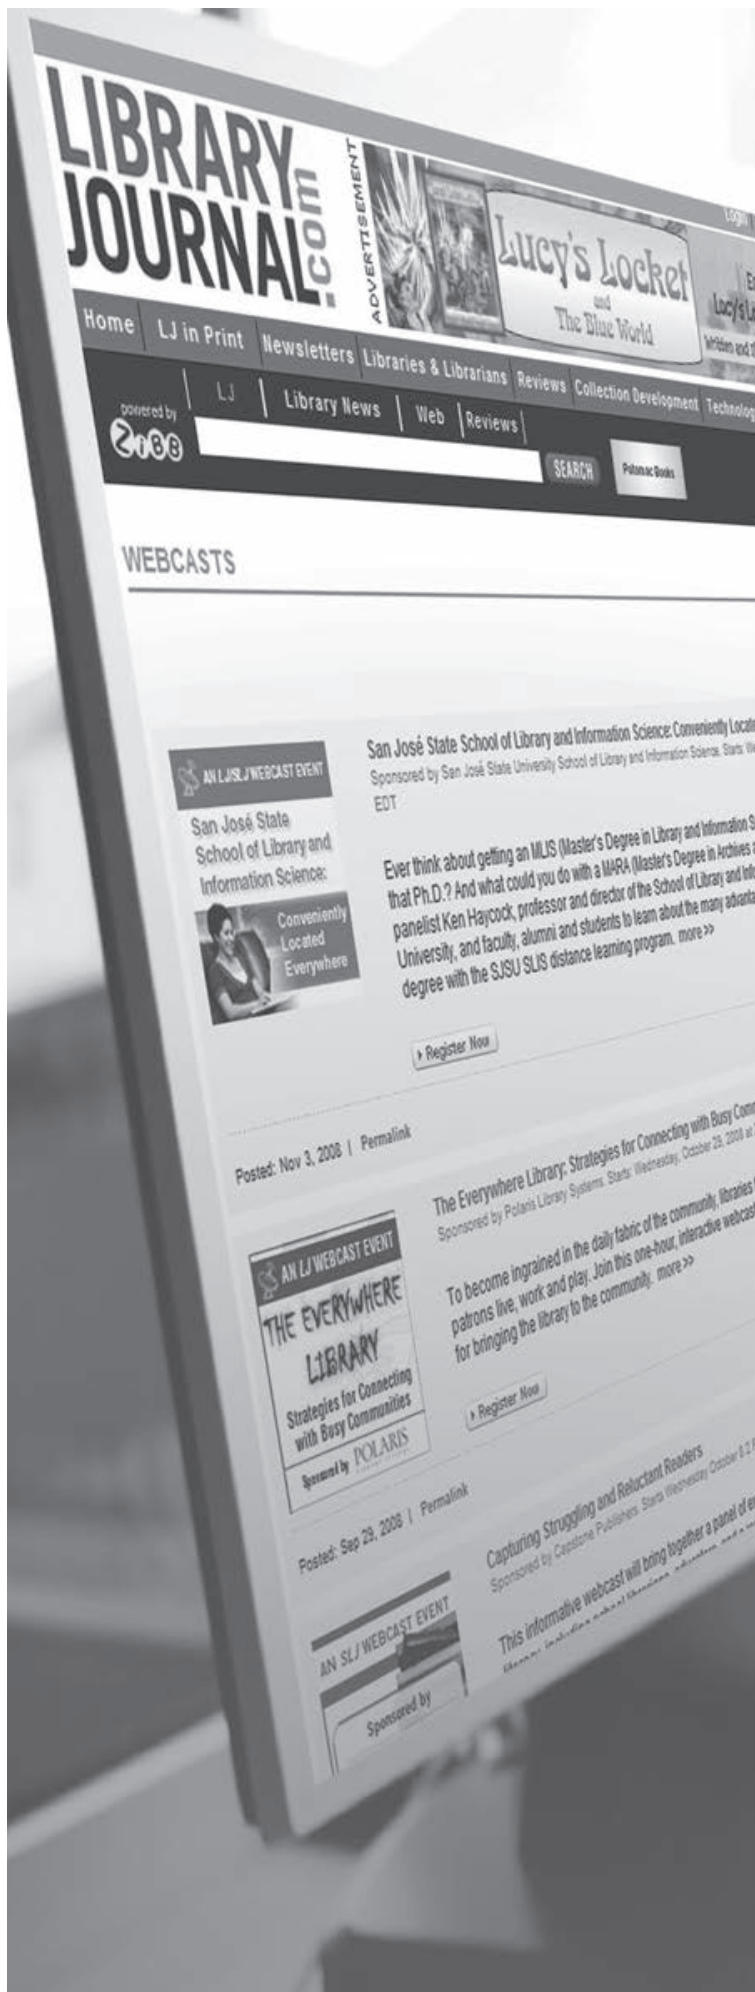 LIBRARY
JOURNAL
.com
ADVERTISEMENT
Lucy's Locket
and
The Blue World
Login
Home
LJ in Print
Newsletters
Libraries & Librarians
Reviews
Collection Development
LJ
Library News
Web
Reviews
powered by
Zibb
SEARCH
Potomac Books
WEBCASTS
San José State School of Library and Information Science: Conveniently
Sponsored by San José State University School of Library and Information Science. Starts
EDT
AN LJ/SLJ WEBCAST EVENT
San José State
School of Library and
Information Science:
Conveniently
Located
Everywhere
Ever think about getting an MLIS (Master's Degree in Library and Information
that Ph.D.? And what could you do with a MARA (Master's Degree in Archives
panelist Ken Haycock, professor and director of the School of Library and
University, and faculty, alumni and students to learn about the many
degree with the SJSU SLIS distance learning program. more >>
Register Now
Posted: Nov 3, 2008 | Permalink
The Everywhere Library: Strategies for Connecting with Busy
Sponsored by Polaris Library Systems. Starts: Wednesday, October 29, 2008 at
AN LJ WEBCAST EVENT
THE EVERYWHERE
LIBRARY
Strategies for Connecting
with Busy Communities
Sponsored by POLARIS
To become ingrained in the daily fabric of the community, libraries
patrons live, work and play. Join this one-hour, interactive webcast
for bringing the library to the community. more >>
Register Now
Posted: Sep 29, 2008 | Permalink
Capturing Struggling and Reluctant Readers
Sponsored by Capstone Publishers. Starts Wednesday October 8 2
AN SLJ WEBCAST EVENT
Sponsored by
This informative webcast will bring together a panel of